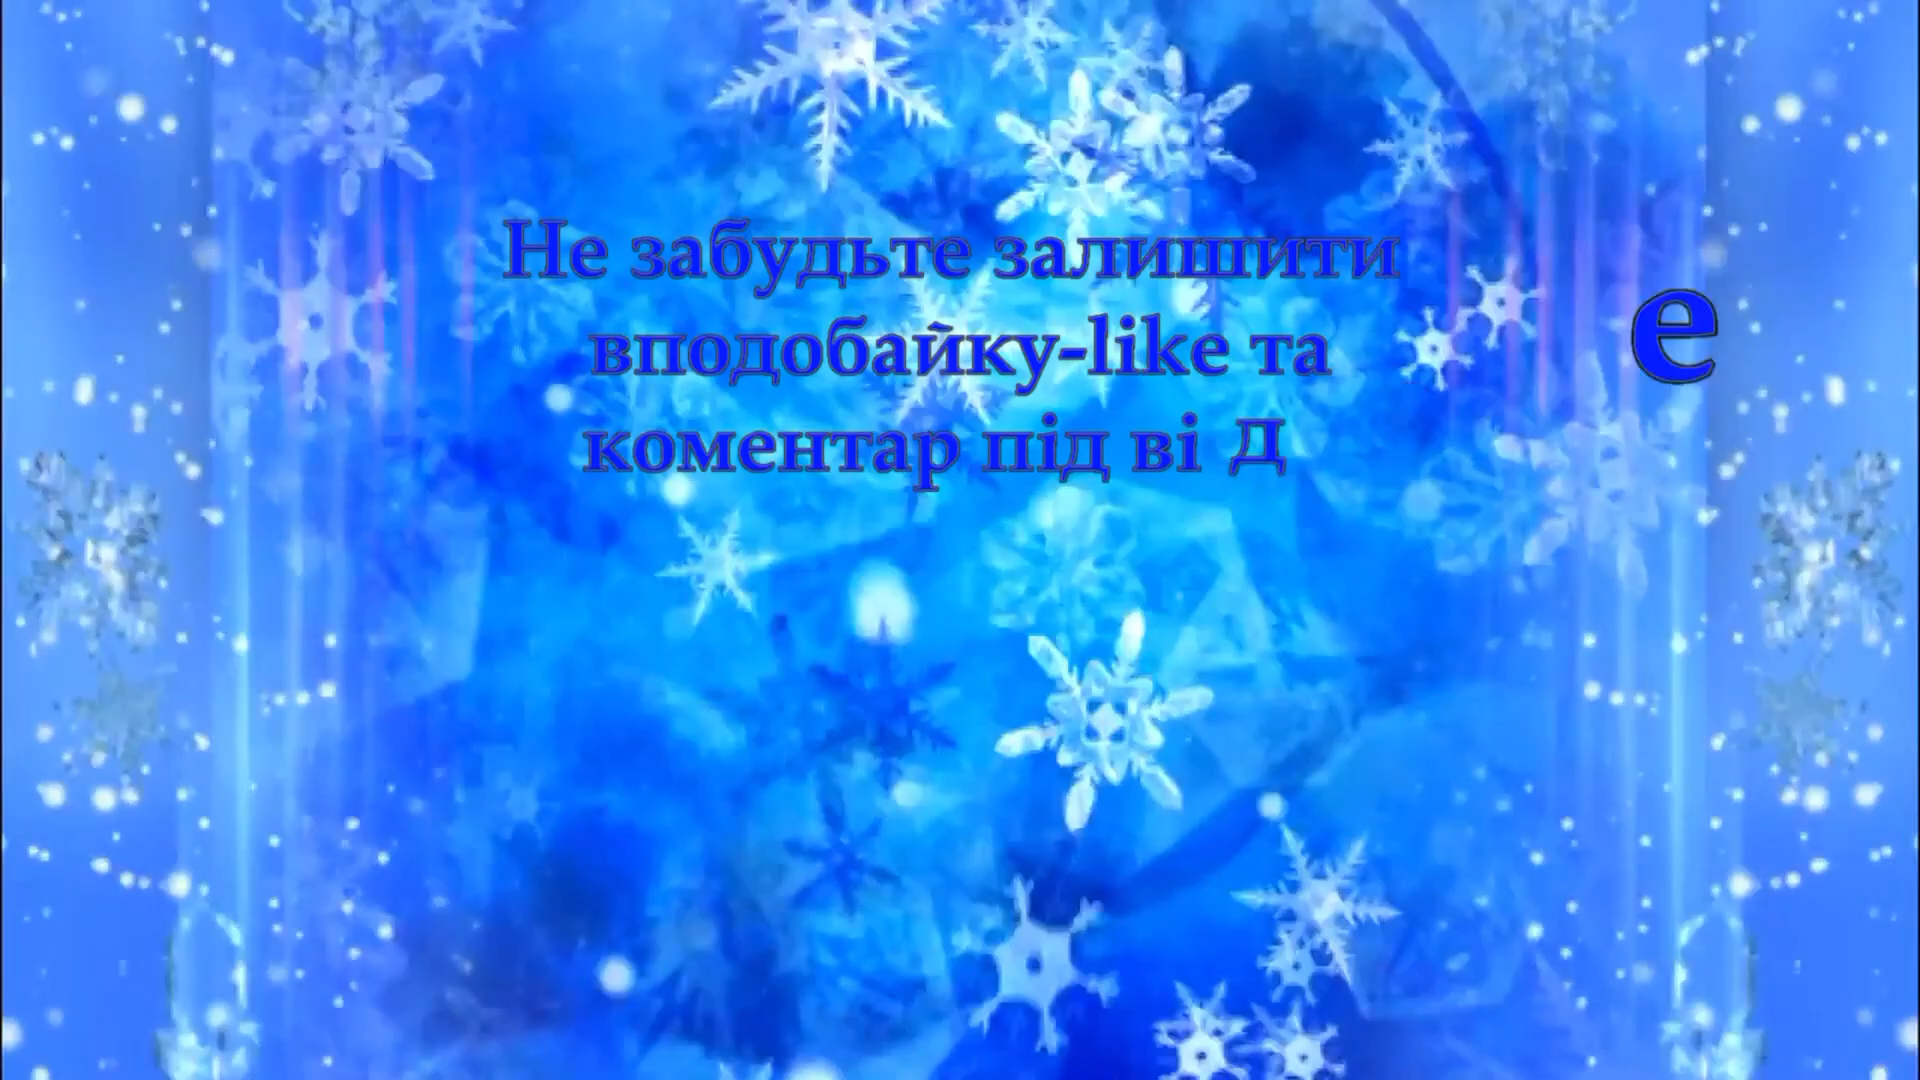 Не забудьте залишити
вподобайку-like та
коментар під ві д е